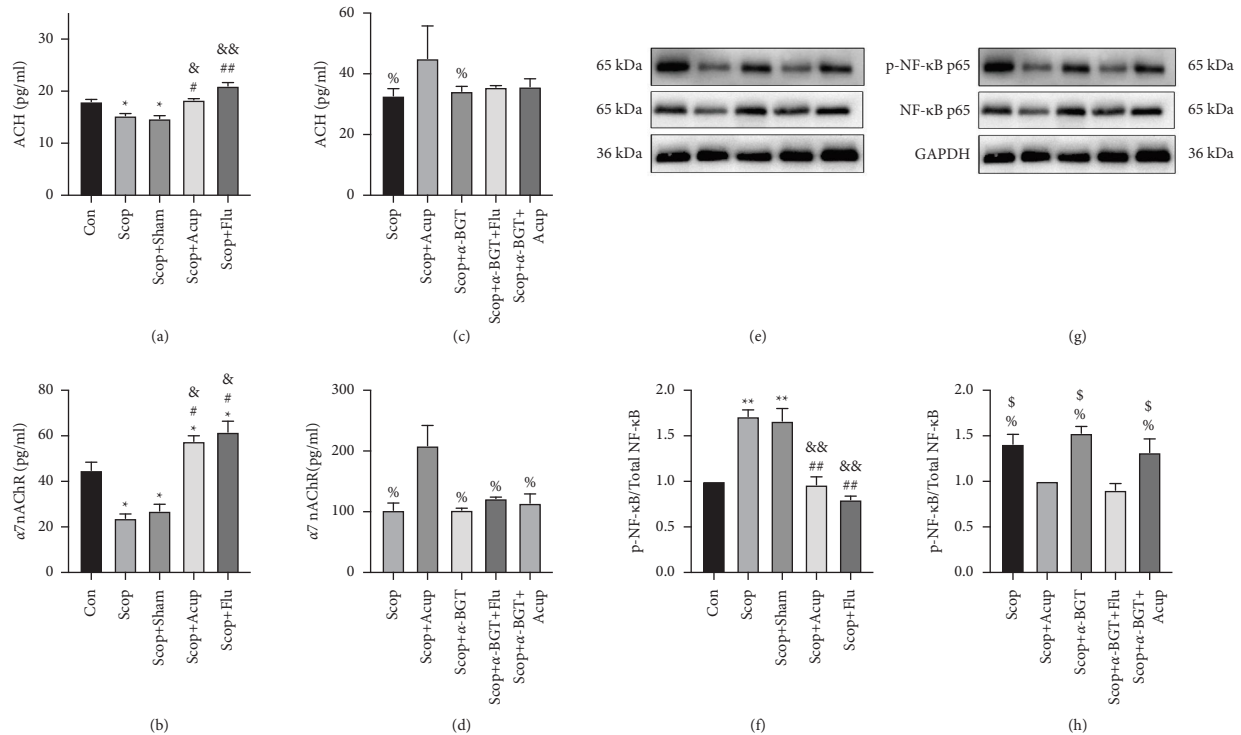 ACH (pg/ml)
30
20
10
0
*
*
&
#
&&
##
Con
Scop
Scop+Sham
Scop+Acup
Scop+Flu
(a)
ACH (pg/ml)
60
40
20
0
%
%
Scop
Scop+Acup
Scop+α-BGT
Scop+α-BGT+Flu
Scop+α-BGT+
Acup
(c)
65 kDa
65 kDa
36 kDa
(e)
p-NF-κB p65
NF-κB p65
GAPDH
65 kDa
65 kDa
36 kDa
(g)
α7nAChR(pg/ml)
80
60
40
20
0
*
*
&
#
*
&
#
*
Con
Scop
Scop+Sham
Scop+Acup
Scop+Flu
(b)
α7 nAChR(pg/ml)
300
200
100
0
%
%
%
%
Scop
Scop+Acup
Scop+α-BGT
Scop+α-BGT+Flu
Scop+α-BGT+
Acup
(d)
p-NF-κB/Total NF-κB
2.0
1.5
1.0
0.5
0.0
**
**
&&
##
&&
##
Con
Scop
Scop+Sham
Scop+Acup
Scop+Flu
(f)
p-NF-κB/Total NF-κB
2.0
1.5
1.0
0.5
0.0
$
%
$
%
$
%
Scop
Scop+Acup
Scop+α-BGT
Scop+α-BGT+Flu
Scop+α-BGT+
Acup
(h)